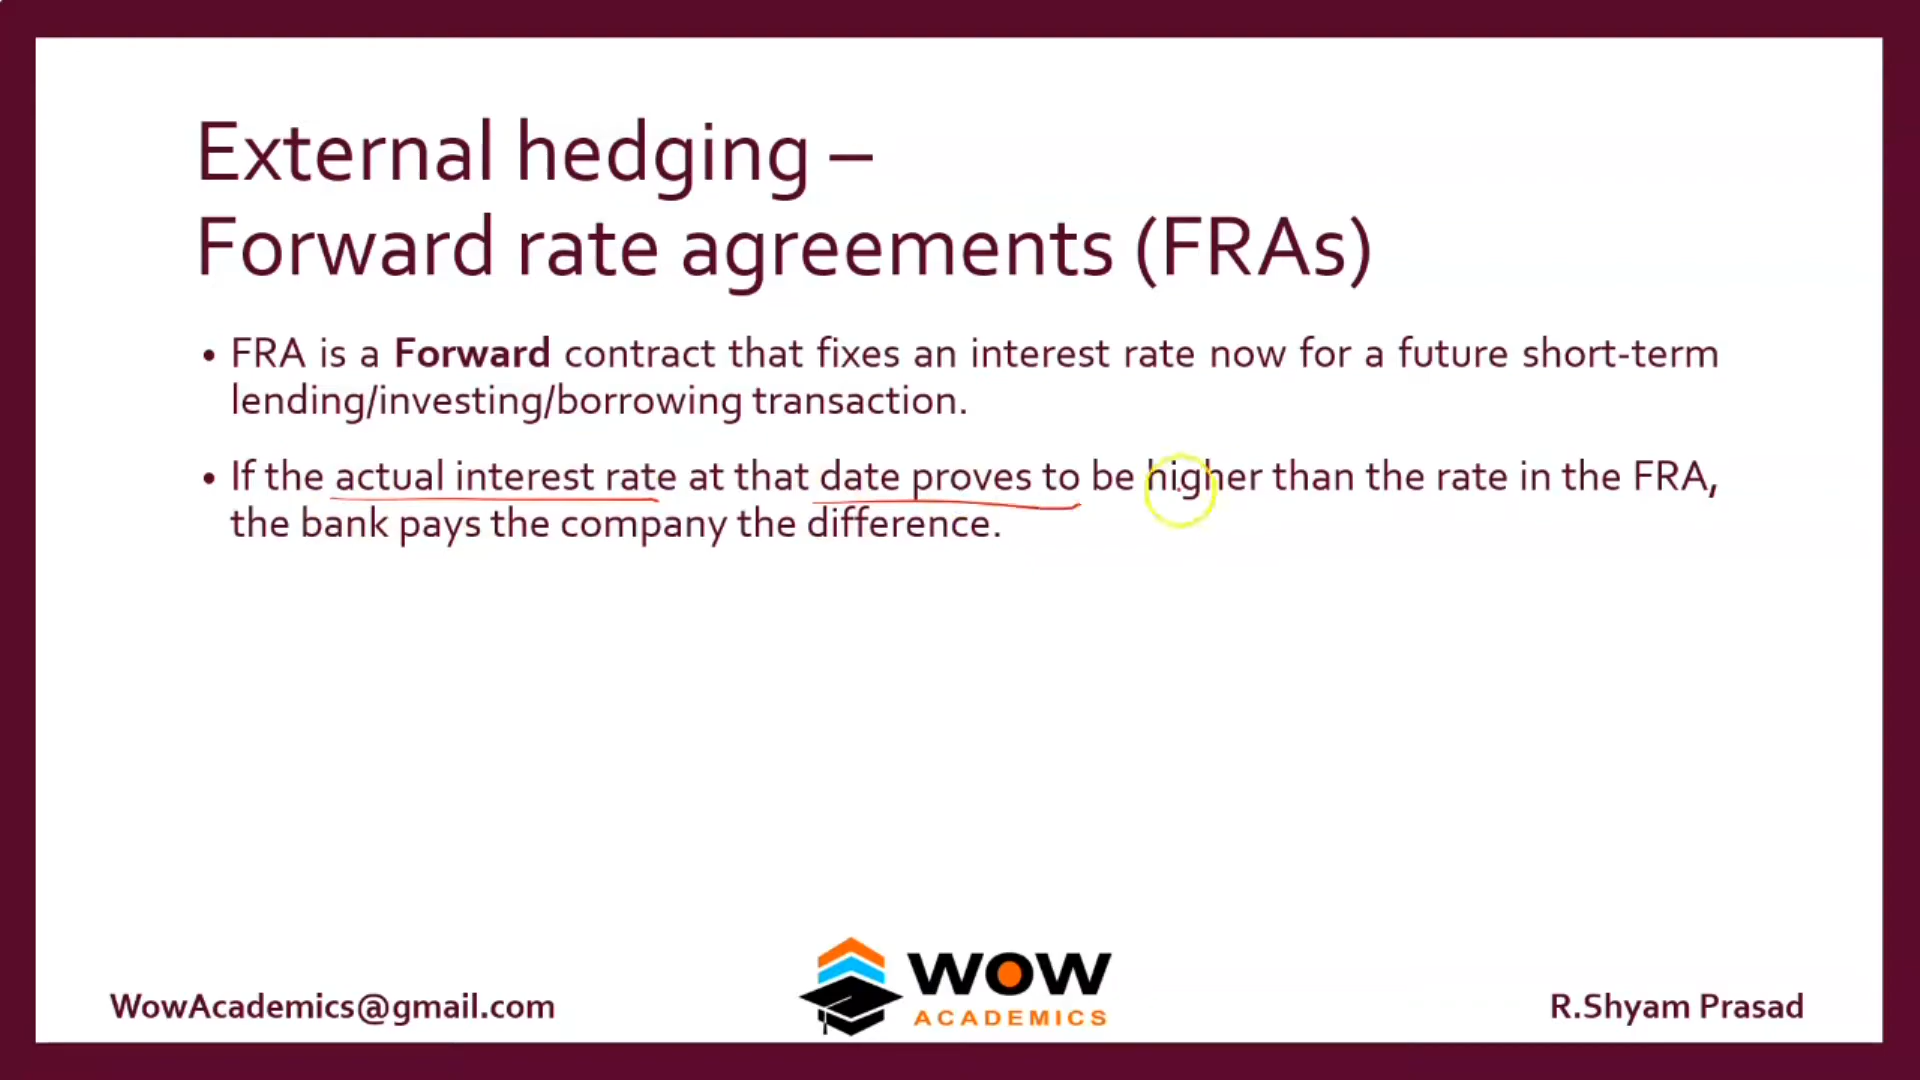 External hedging –
Forward rate agreements (FRAs)
• FRA is a Forward contract that fixes an interest rate now for a future short-term
lending/investing/borrowing transaction.
• If the actual interest rate at that date proves to be higher than the rate in the FRA,
the bank pays the company the difference.
WowAcademics@gmail.com
WOW
ACADEMICS
R.Shyam Prasad